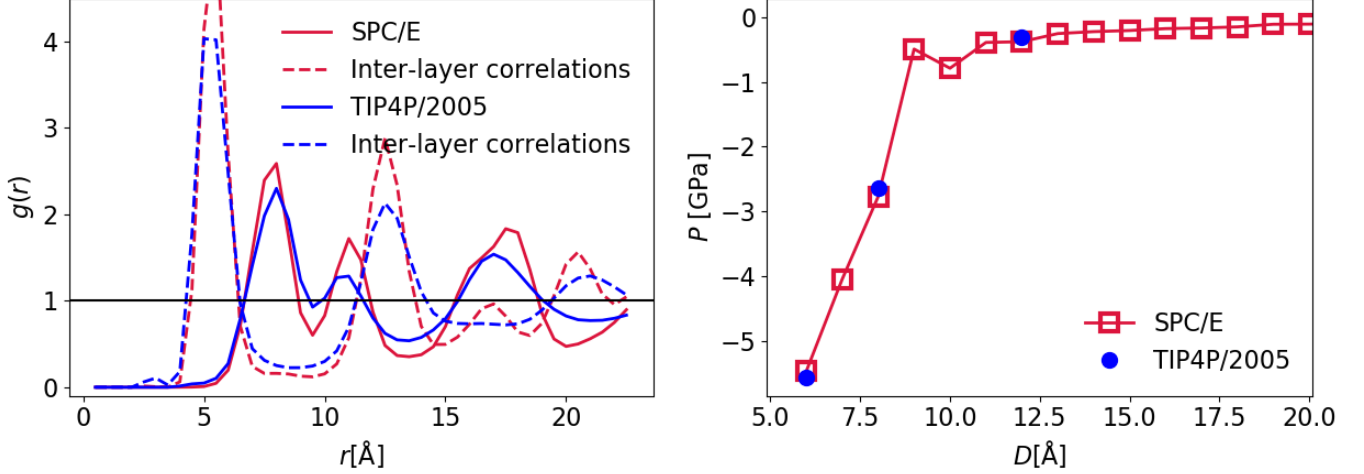 4
3
2
1
0
g(r)
SPC/E
Inter-layer correlations
TIP4P/2005
Inter-layer correlations
0 5 10 15 20
r[Å]
0
−1
−2
−3
−4
−5
P [GPa]
SPC/E
TIP4P/2005
5.0 7.5 10.0 12.5 15.0 17.5 20.0
D[Å]